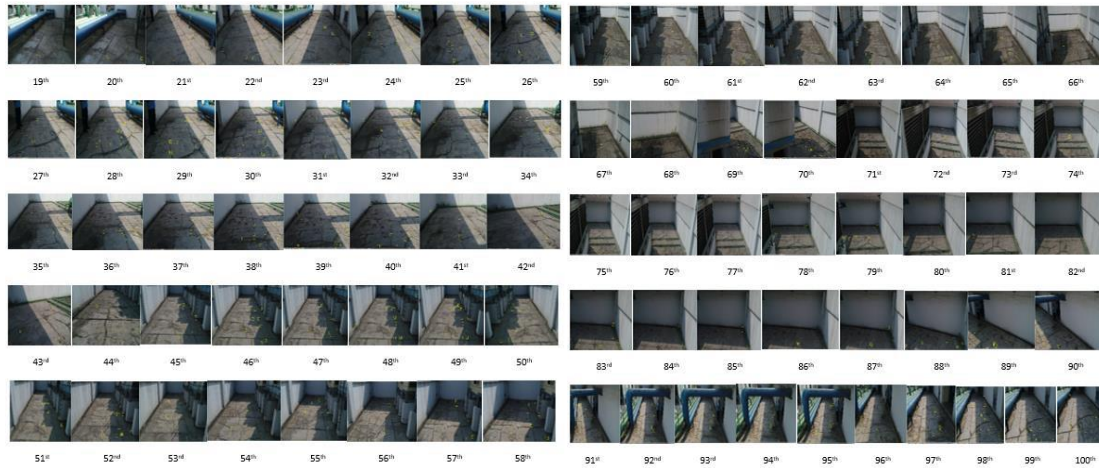 19th 20th 21st 22nd 23rd 24th 25th 26th
27th 28th 29th 30th 31st 32nd 33rd 34th
35th 36th 37th 38th 39th 40th 41st 42nd
43rd 44th 45th 46th 47th 48th 49th 50th
51st 52nd 53rd 54th 55th 56th 57th 58th
59th 60th 61st 62nd 63rd 64th 65th 66th
67th 68th 69th 70th 71st 72nd 73rd 74th
75th 76th 77th 78th 79th 80th 81st 82nd
83rd 84th 85th 86th 87th 88th 89th 90th
91st 92nd 93rd 94th 95th 96th 97th 98th 99th 100th